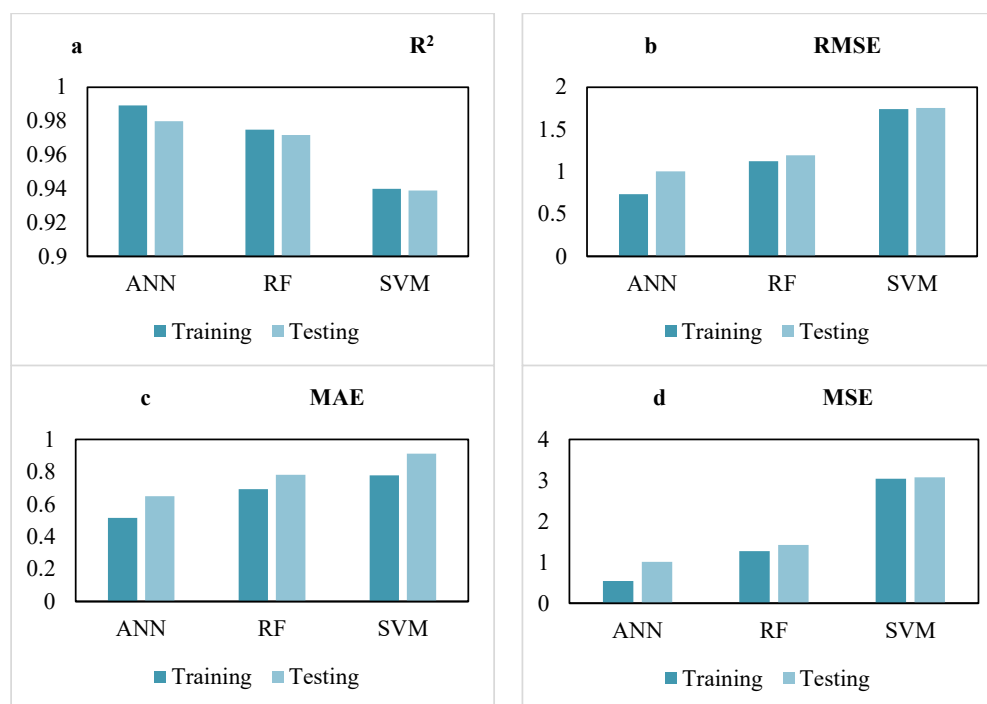 a R²
1
0.98
0.96
0.94
0.92
0.9
ANN RF SVM
Training Testing
b RMSE
2
1.5
1
0.5
0
ANN RF SVM
Training Testing
c MAE
1
0.8
0.6
0.4
0.2
0
ANN RF SVM
Training Testing
d MSE
4
3
2
1
0
ANN RF SVM
Training Testing